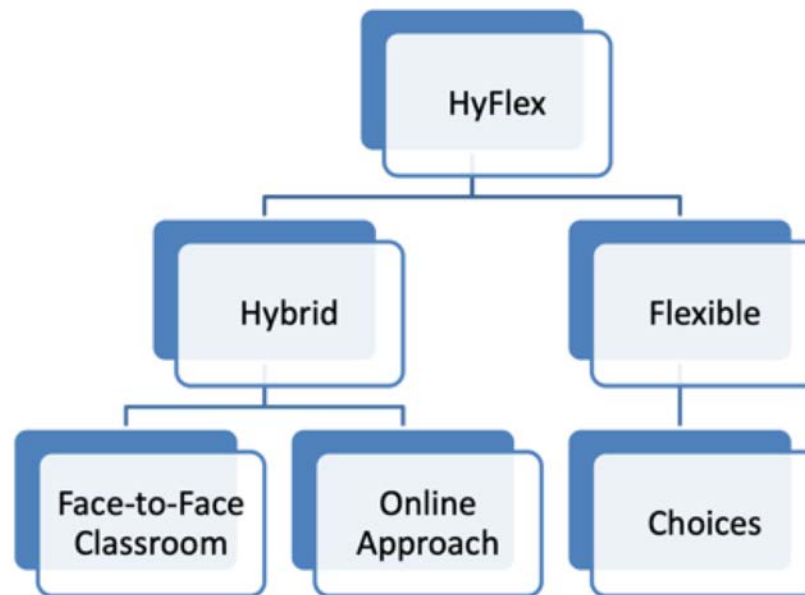 HyFlex
Hybrid
Flexible
Face-to-Face
Classroom
Online
Approach
Choices